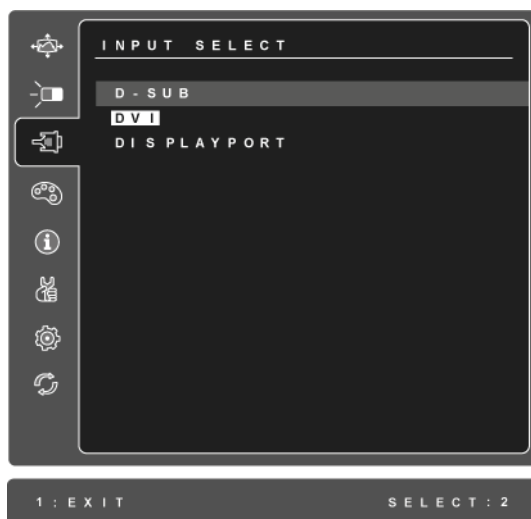 INPUT SELECT
D-SUB
DVI
DISPLAYPORT
1:EXIT SELECT:2